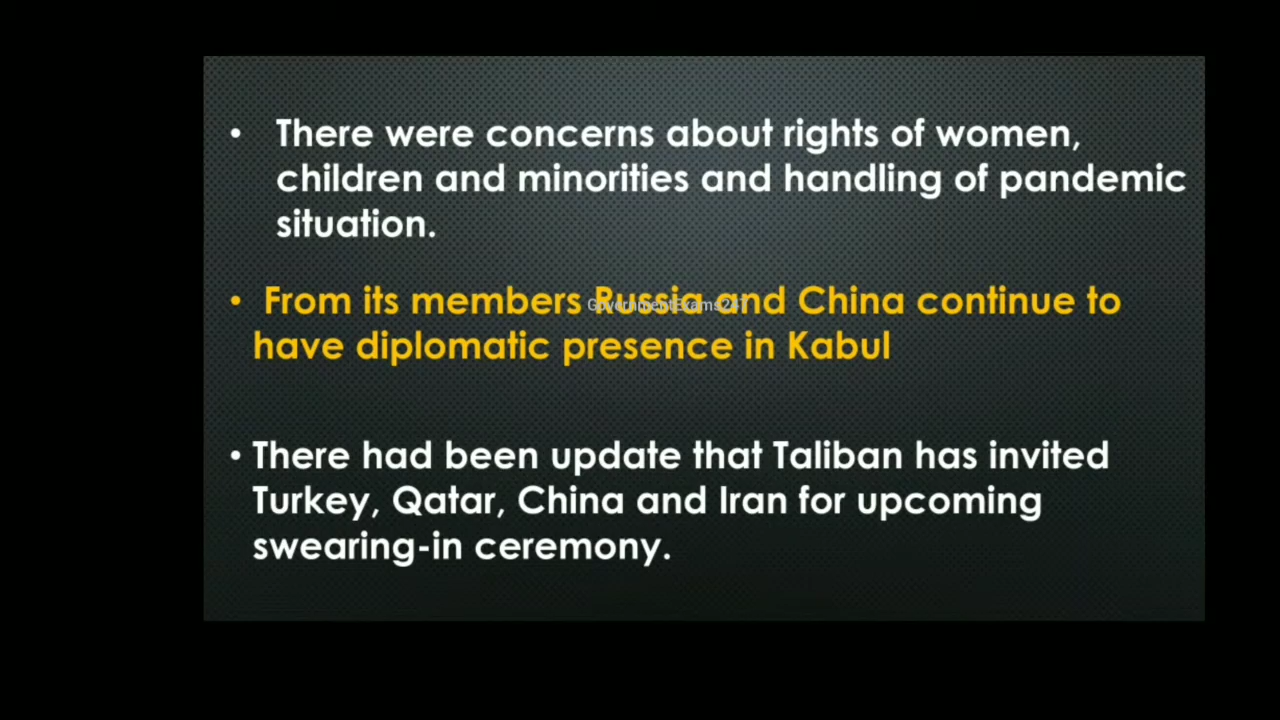 • There were concerns about rights of women,
children and minorities and handling of pandemic
situation.
• From its members Russia and China continue to
GovernmentExams247
have diplomatic presence in Kabul
• There had been update that Taliban has invited
Turkey, Qatar, China and Iran for upcoming
swearing-in ceremony.